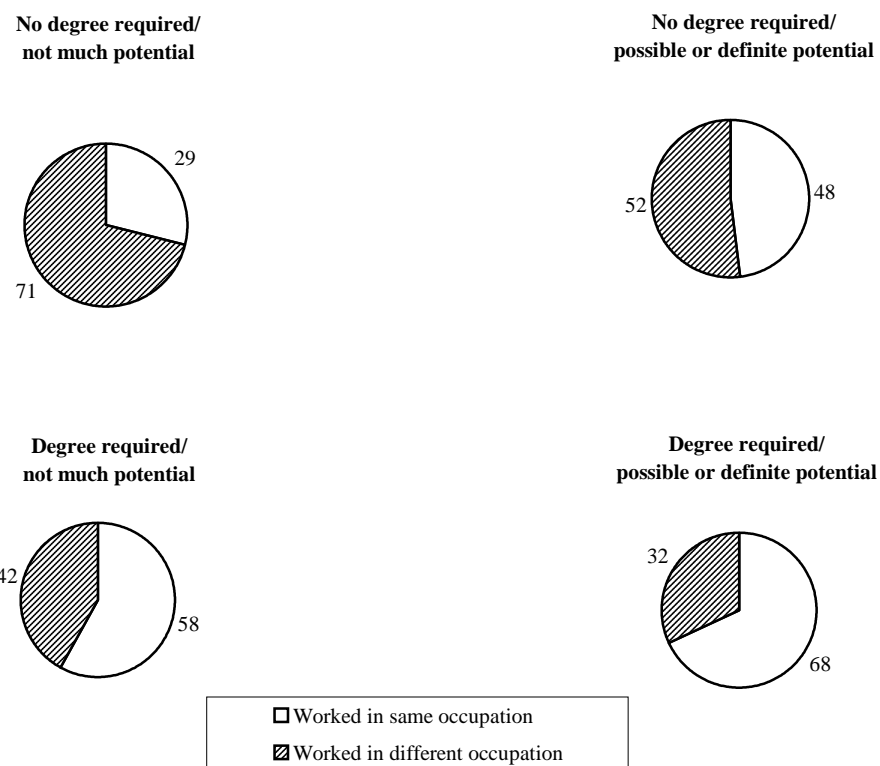 No degree required/
not much potential
No degree required/
possible or definite potential
29
71
48
52
Degree required/
not much potential
Degree required/
possible or definite potential
42
58
32
68
Worked in same occupation
Worked in different occupation